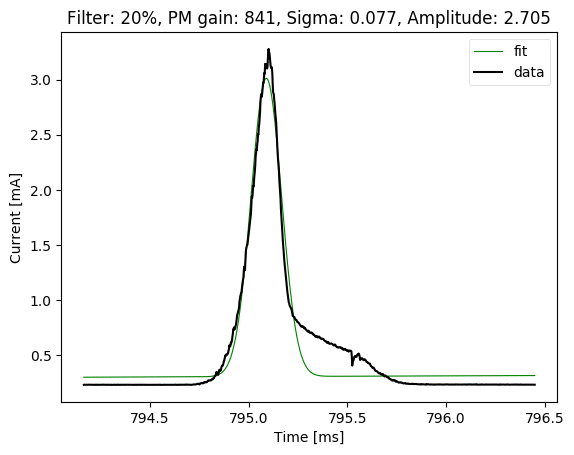 Filter: 20%, PM gain: 841, Sigma: 0.077, Amplitude: 2.705
fit
data
3.0
2.5
2.0
1.5
1.0
0.5
Current [mA]
794.5
795.0
795.5
796.0
796.5
Time [ms]